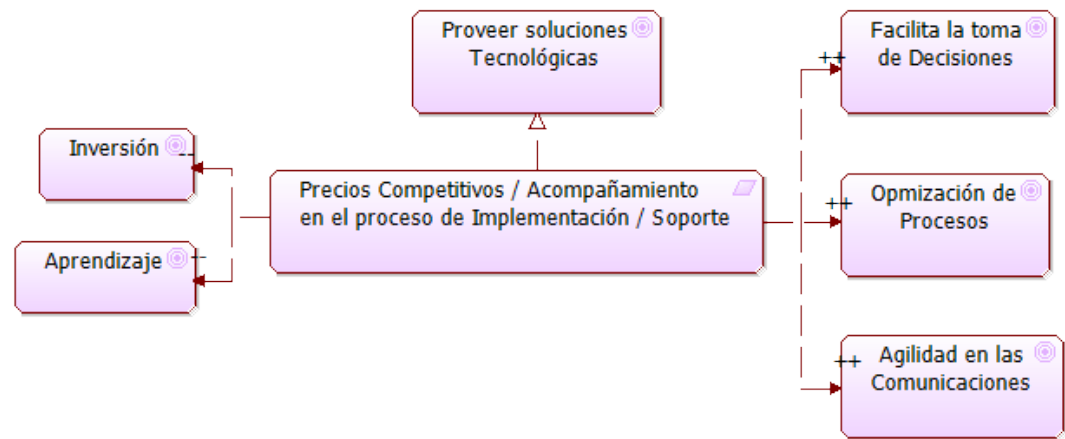 Proveer soluciones
Tecnológicas
Facilita la toma
de Decisiones
++
Inversión
--
Precios Competitivos / Acompañamiento
en el proceso de Implementación / Soporte
++
Opmización de
Procesos
Aprendizaje
--
++
Agilidad en las
Comunicaciones